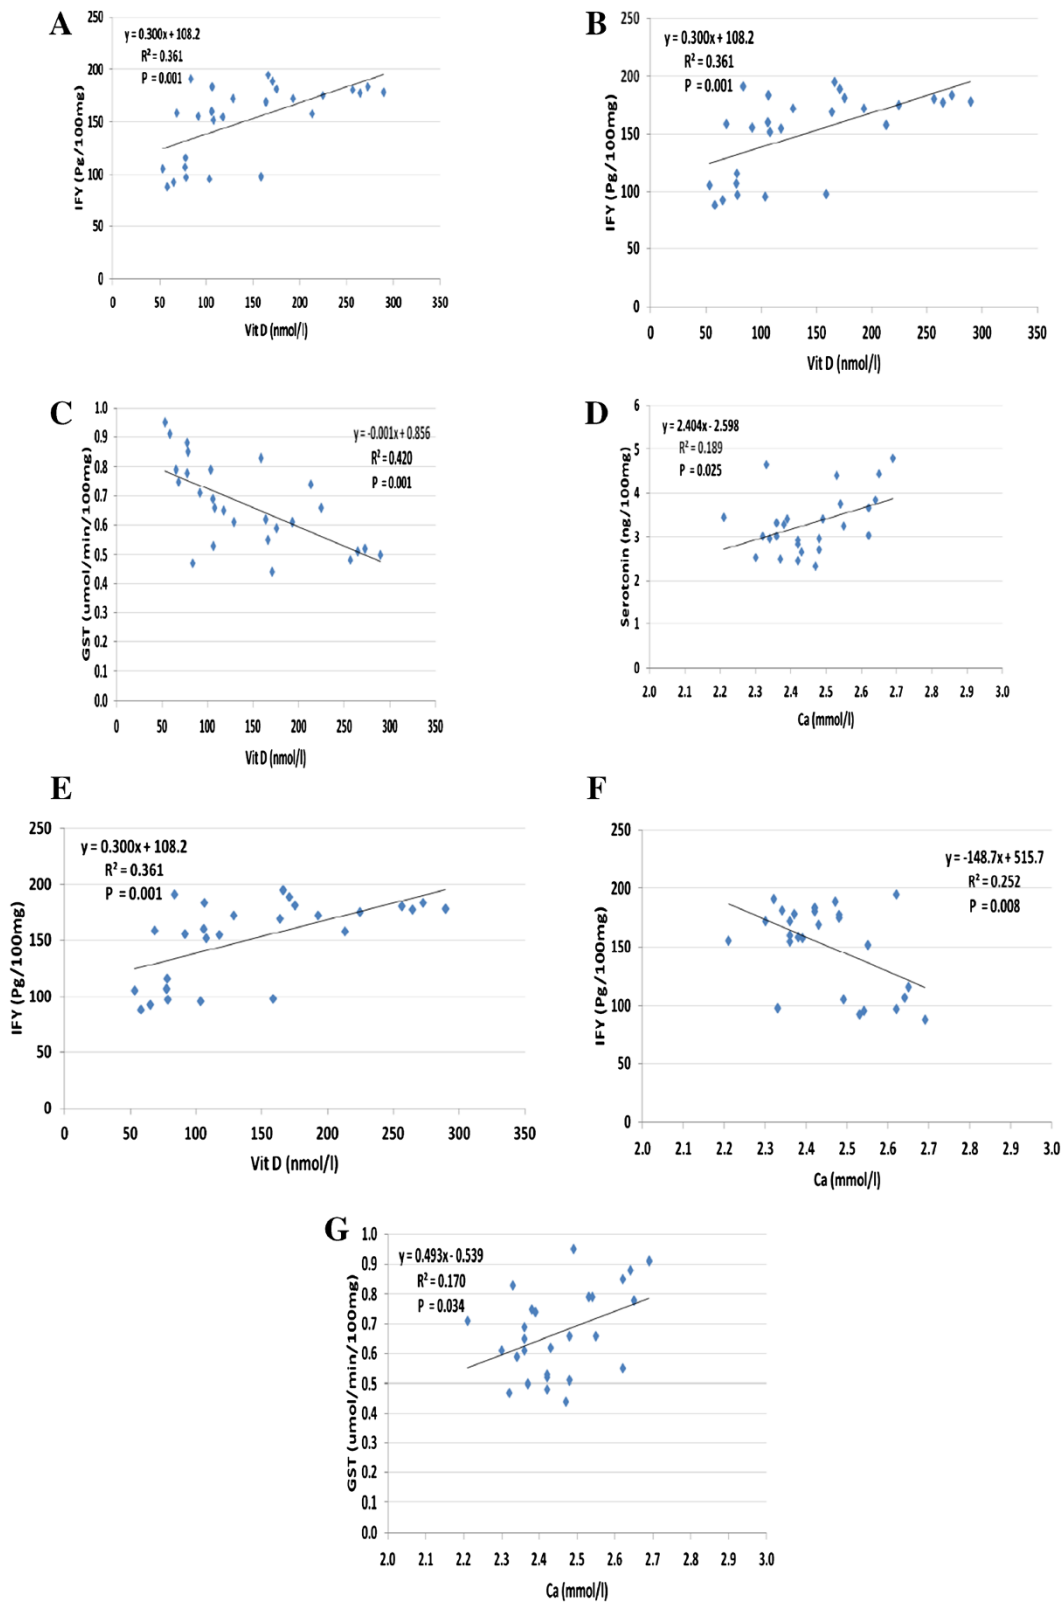 A
y = 0.300x + 108.2
R² = 0.361
P = 0.001
250
200
150
100
50
0
IFY (Pg/100mg)
0 50 100 150 200 250 300 350
Vit D (nmol/l)
B
y = 0.300x + 108.2
R² = 0.361
P = 0.001
250
200
150
100
50
0
IFY (Pg/100mg)
0 50 100 150 200 250 300 350
Vit D (nmol/l)
C
y = -0.001x + 0.856
R² = 0.420
P = 0.001
1.0
0.9
0.8
0.7
0.6
0.5
0.4
0.3
0.2
0.1
0.0
GST (umol/min/100mg)
0 50 100 150 200 250 300 350
Vit D (nmol/l)
D
y = 2.404x - 2.598
R² = 0.189
P = 0.025
6
5
4
3
2
1
0
Serotonin (ng/100mg)
2.0 2.1 2.2 2.3 2.4 2.5 2.6 2.7 2.8 2.9 3.0
Ca (mmol/l)
E
y = 0.300x + 108.2
R² = 0.361
P = 0.001
250
200
150
100
50
0
IFY (Pg/100mg)
0 50 100 150 200 250 300 350
Vit D (nmol/l)
F
y = -148.7x + 515.7
R² = 0.252
P = 0.008
250
200
150
100
50
0
IFY (Pg/100mg)
2.0 2.1 2.2 2.3 2.4 2.5 2.6 2.7 2.8 2.9 3.0
Ca (mmol/l)
G
y = 0.493x - 0.539
R² = 0.170
P = 0.034
1.0
0.9
0.8
0.7
0.6
0.5
0.4
0.3
0.2
0.1
0.0
GST (umol/min/100mg)
2.0 2.1 2.2 2.3 2.4 2.5 2.6 2.7 2.8 2.9 3.0
Ca (mmol/l)